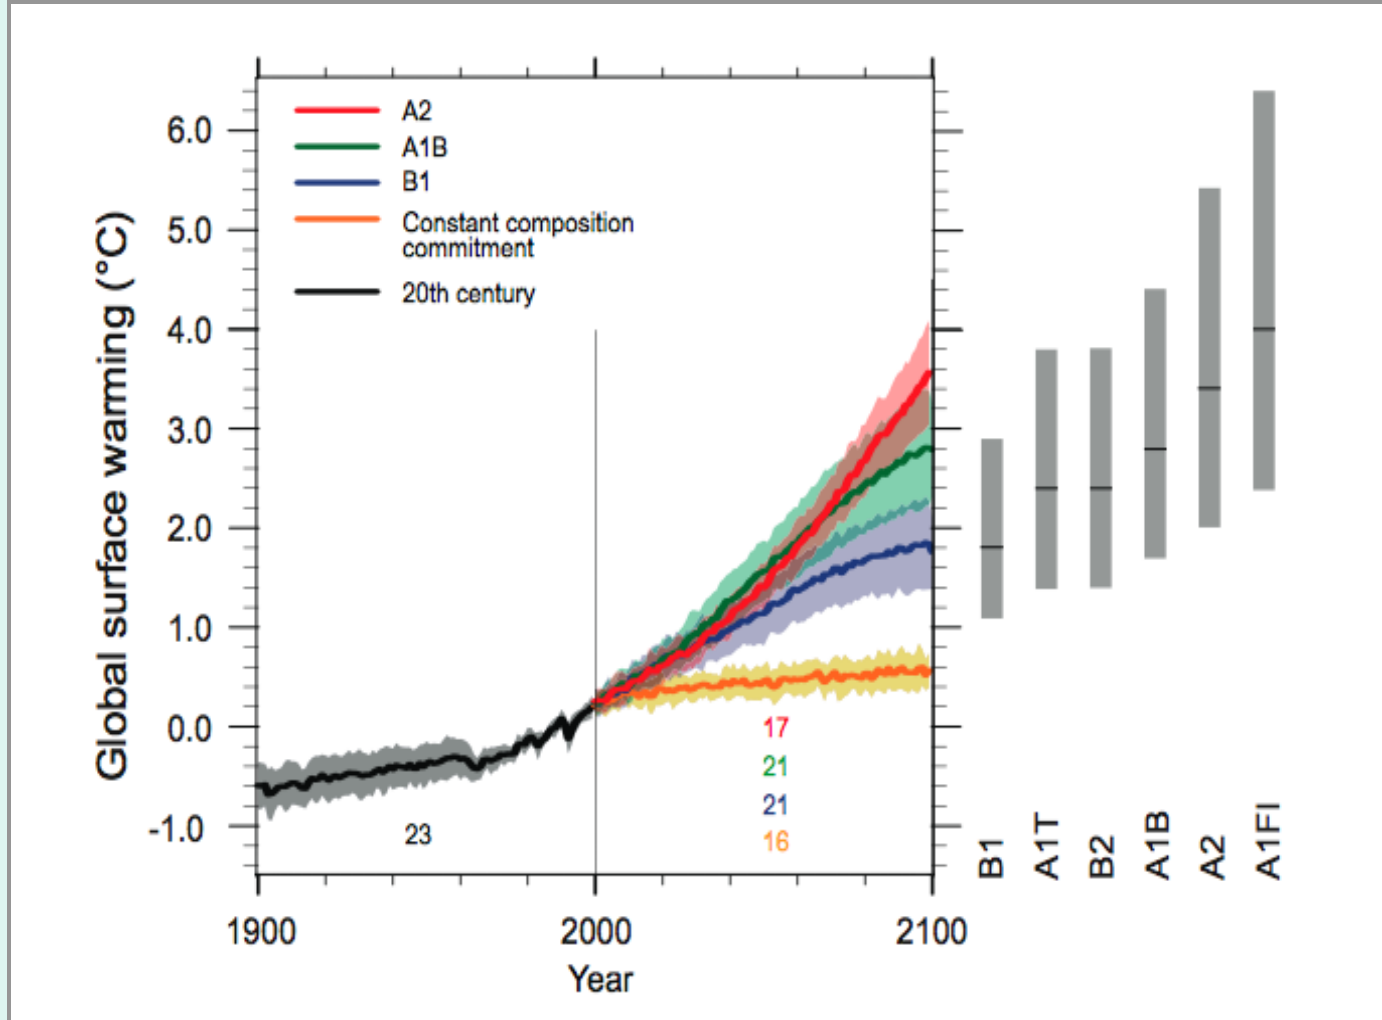 A2
A1B
B1
Constant composition
commitment
20th century
6.0
5.0
4.0
3.0
2.0
1.0
0.0
-1.0
Global surface warming (°C)
17
21
21
16
23
1900 2000 2100
Year
B1 A1T B2 A1B A2 A1FI